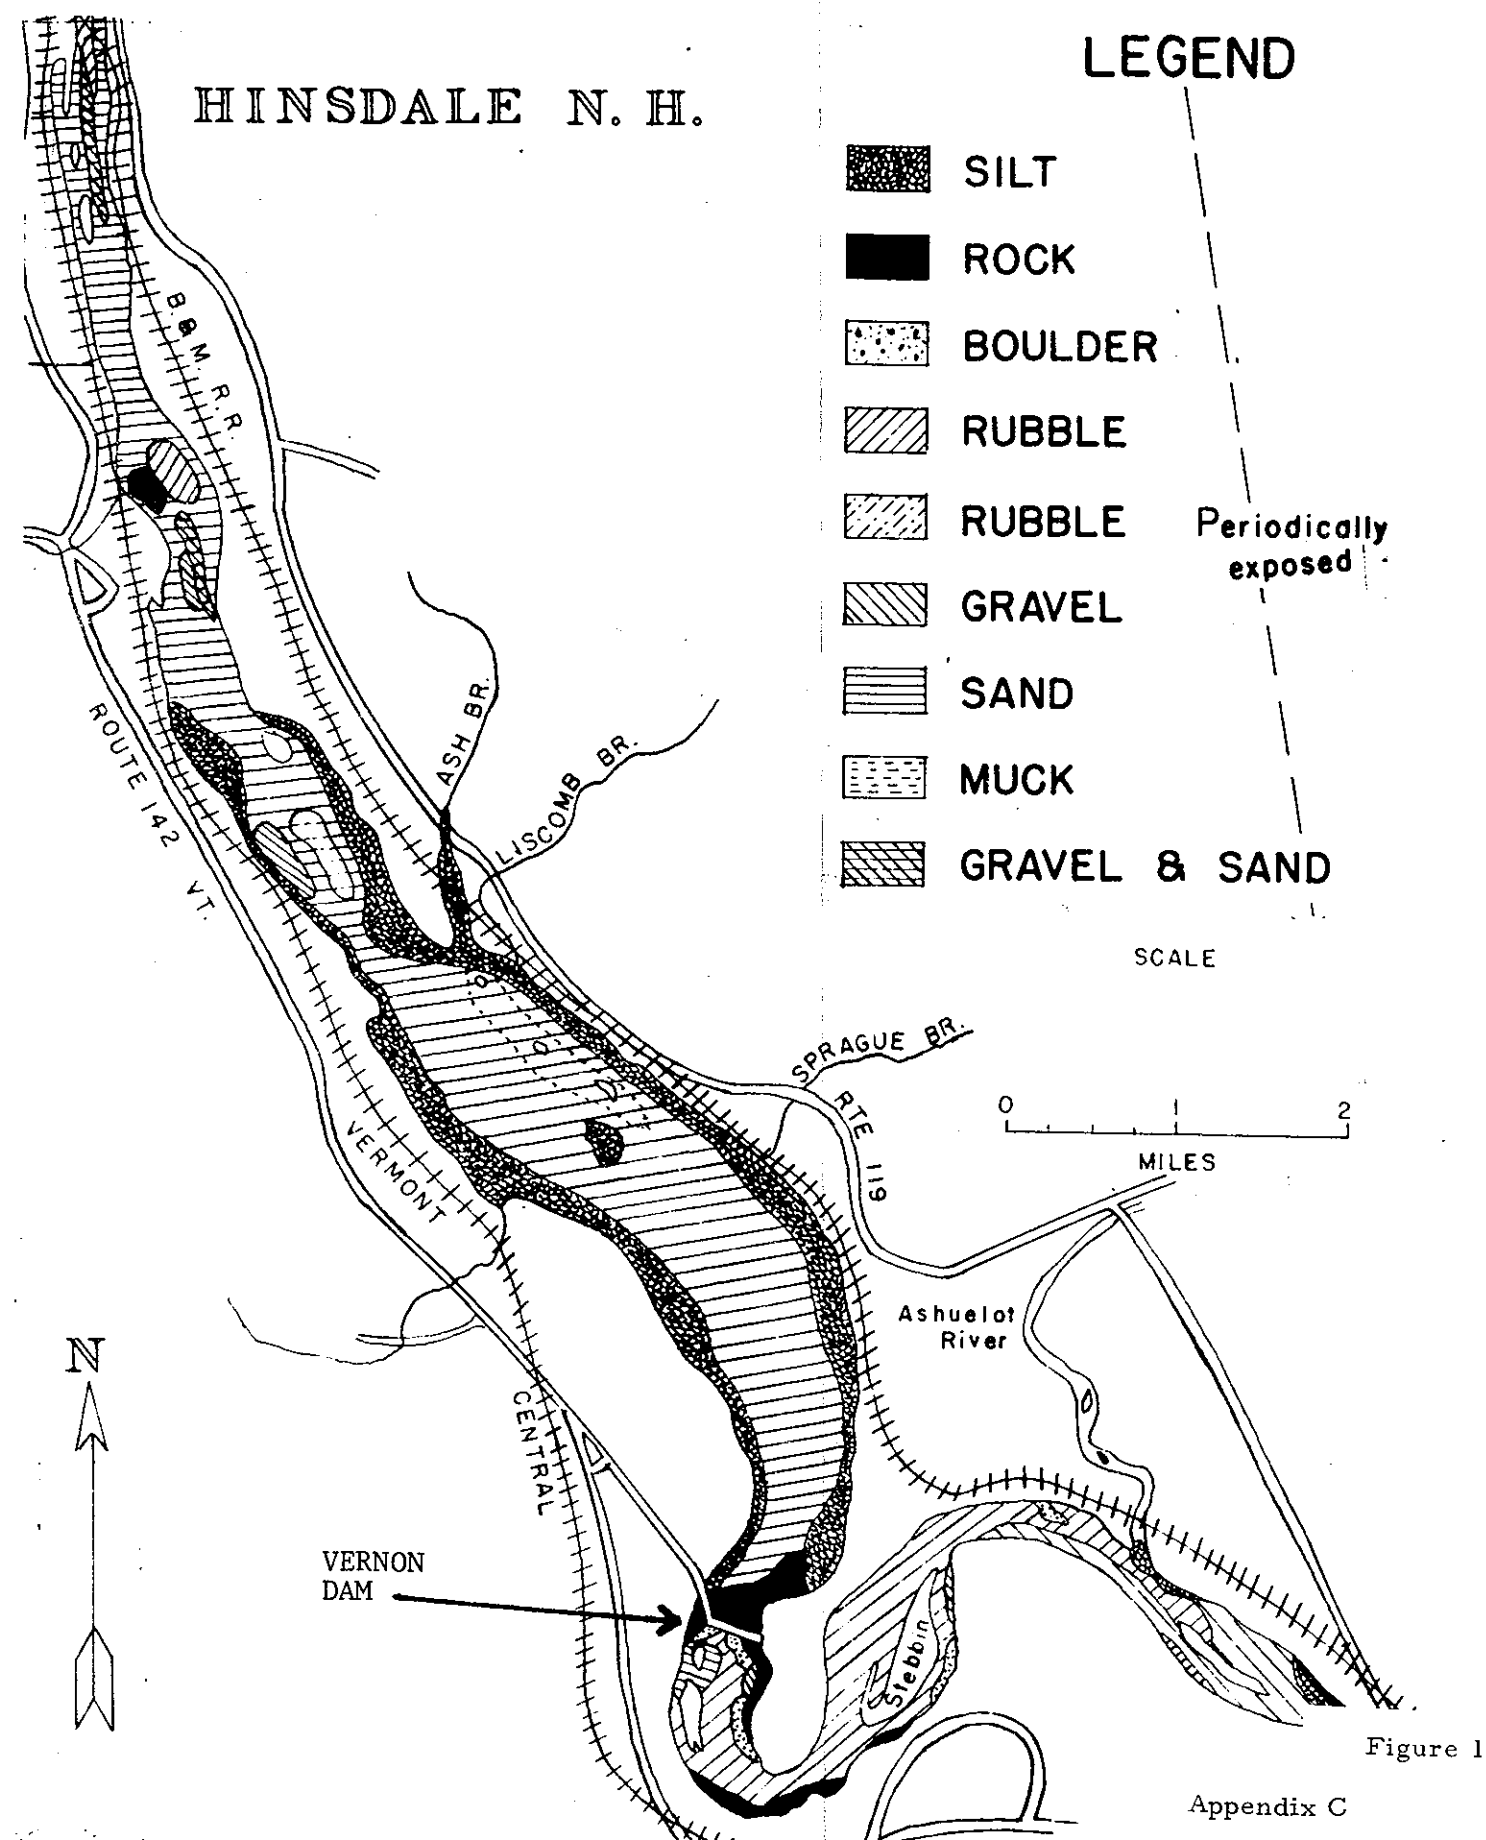 HINSDALE N. H.
LEGEND
SILT
ROCK
BOULDER
RUBBLE
RUBBLE Periodically
exposed
GRAVEL
SAND
MUCK
GRAVEL & SAND
SCALE
0 1 2
MILES
B. & M. R. R.
ROUTE 142
VT.
ASH BR.
LISCOMB BR.
SPRAGUE BR.
RTE 119
VERMONT
CENTRAL
Ashuelot
River
N
VERNON
DAM
Stebbin
Figure 1
Appendix C